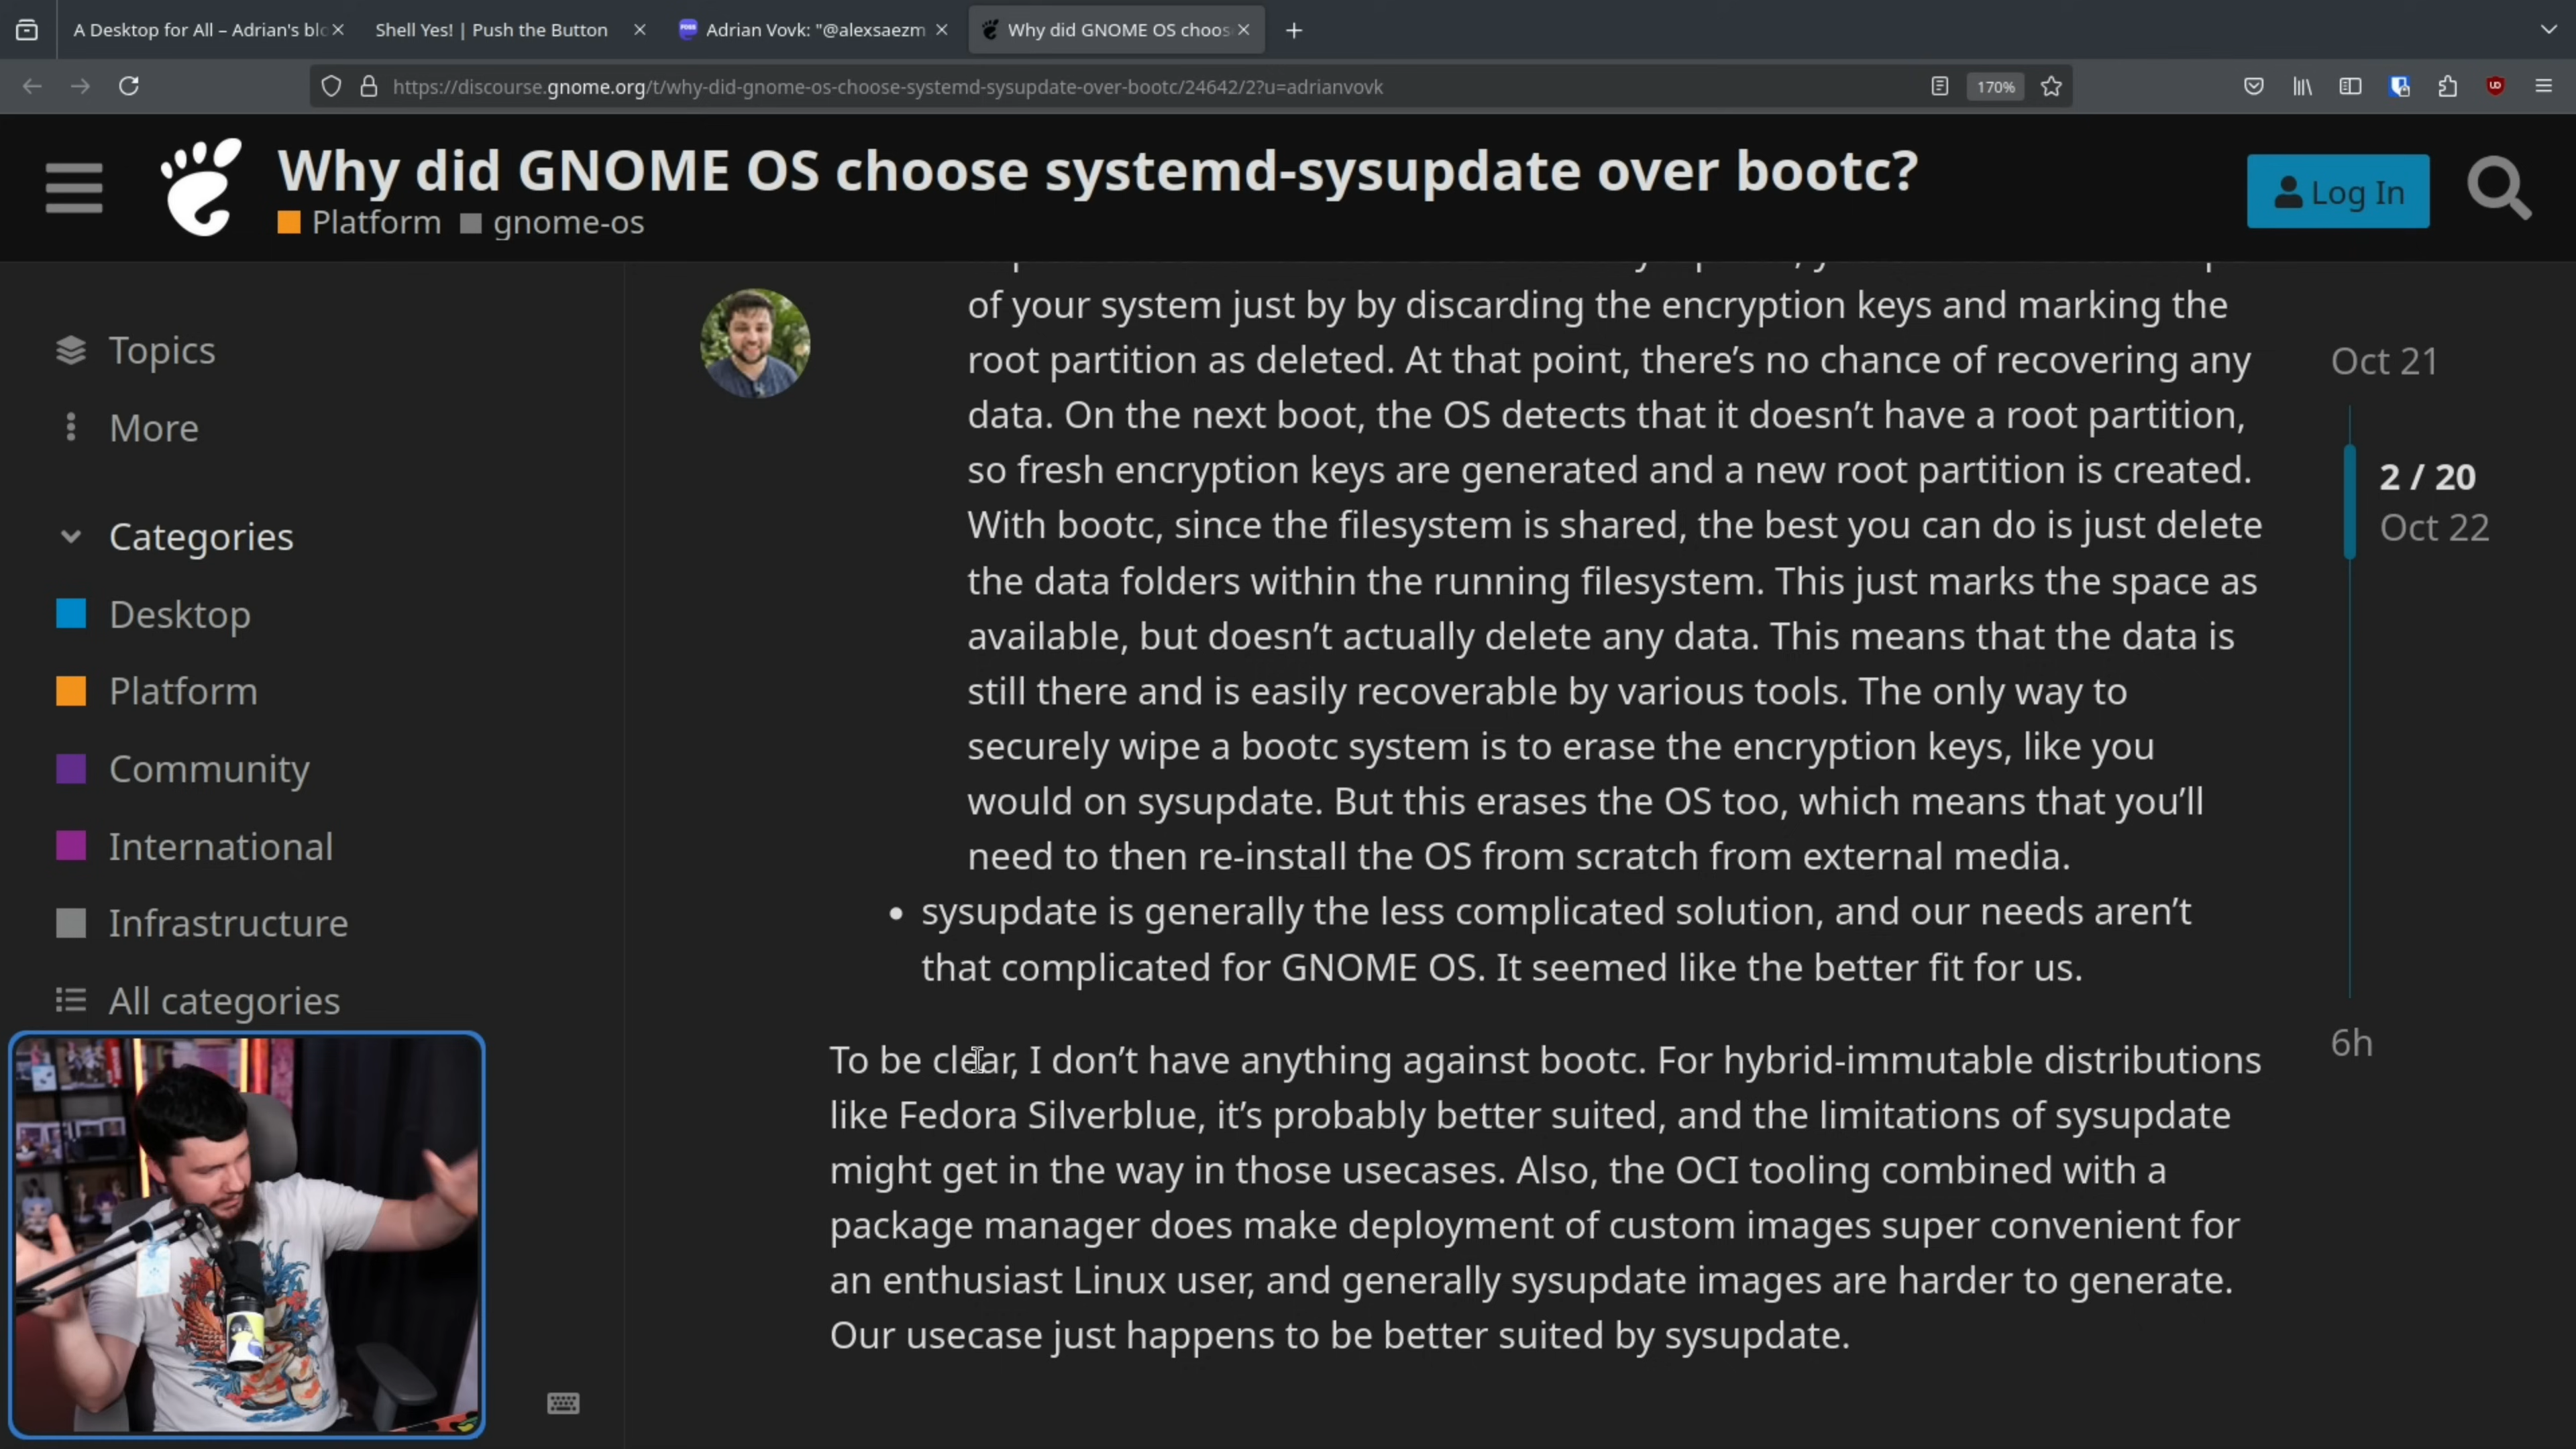 A Desktop for All – Adrian's blo
Shell Yes! | Push the Button
Adrian Vovk: "@alexsaezm
Why did GNOME OS choos
https://discourse.gnome.org/t/why-did-gnome-os-choose-systemd-sysupdate-over-bootc/24642/2?u=adrianvovk
170%
Why did GNOME OS choose systemd-sysupdate over bootc?
Platform gnome-os
Log In
Topics
More
Categories
Desktop
Platform
Community
International
Infrastructure
All categories
of your system just by by discarding the encryption keys and marking the
root partition as deleted. At that point, there’s no chance of recovering any
data. On the next boot, the OS detects that it doesn’t have a root partition,
so fresh encryption keys are generated and a new root partition is created.
With bootc, since the filesystem is shared, the best you can do is just delete
the data folders within the running filesystem. This just marks the space as
available, but doesn’t actually delete any data. This means that the data is
still there and is easily recoverable by various tools. The only way to
securely wipe a bootc system is to erase the encryption keys, like you
would on sysupdate. But this erases the OS too, which means that you’ll
need to then re-install the OS from scratch from external media.
• sysupdate is generally the less complicated solution, and our needs aren’t
that complicated for GNOME OS. It seemed like the better fit for us.
To be clear, I don’t have anything against bootc. For hybrid-immutable distributions
like Fedora Silverblue, it’s probably better suited, and the limitations of sysupdate
might get in the way in those usecases. Also, the OCI tooling combined with a
package manager does make deployment of custom images super convenient for
an enthusiast Linux user, and generally sysupdate images are harder to generate.
Our usecase just happens to be better suited by sysupdate.
Oct 21
2 / 20
Oct 22
6h